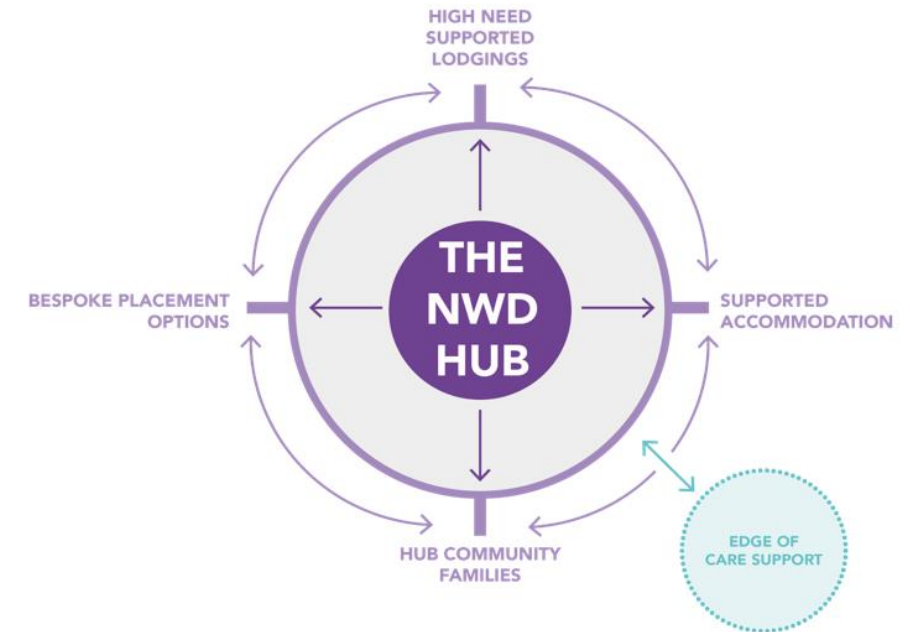 HIGH NEED
SUPPORTED
LODGINGS
THE
NWD
HUB
BESPOKE PLACEMENT
OPTIONS
SUPPORTED
ACCOMMODATION
HUB COMMUNITY
FAMILIES
EDGE OF
CARE SUPPORT